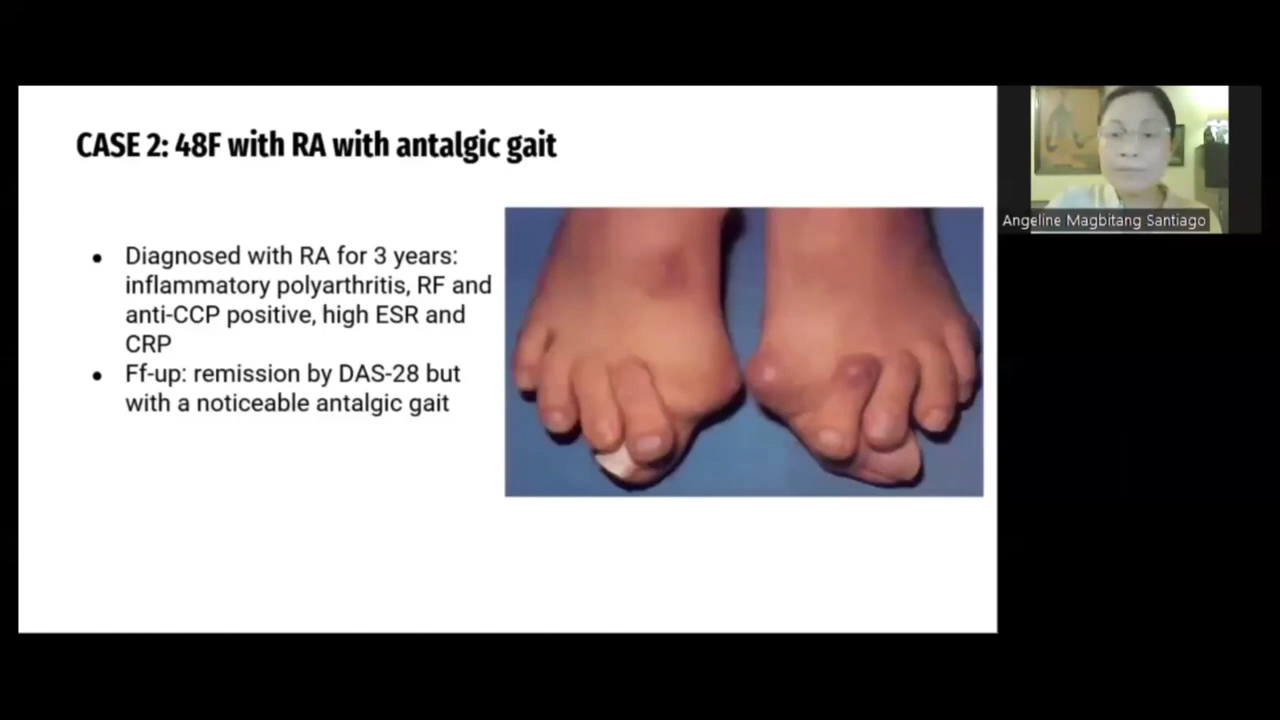 CASE 2: 48F with RA with antalgic gait
• Diagnosed with RA for 3 years:
inflammatory polyarthritis, RF and
anti-CCP positive, high ESR and
CRP
• Ff-up: remission by DAS-28 but
with a noticeable antalgic gait
Angeline Magbitang Santiago